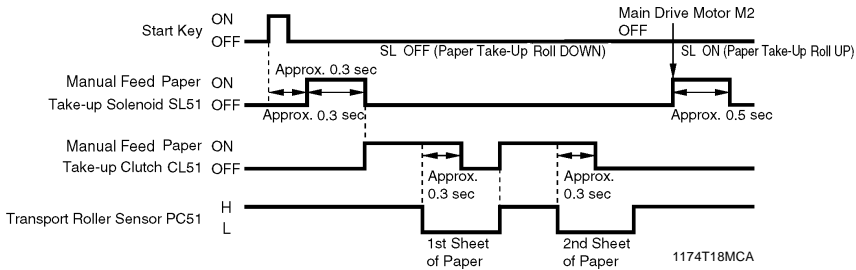 Main Drive Motor M2
OFF
Start Key
ON
OFF
SL OFF (Paper Take-Up Roll DOWN)
SL ON (Paper Take-Up Roll UP)
Approx. 0.3 sec
Manual Feed Paper
Take-up Solenoid SL51
ON
OFF
Approx. 0.3 sec
Approx. 0.5 sec
Manual Feed Paper
Take-up Clutch CL51
ON
OFF
Approx.
0.3 sec
Approx.
0.3 sec
Transport Roller Sensor PC51
H
L
1st Sheet
of Paper
2nd Sheet
of Paper
1174T18MCA